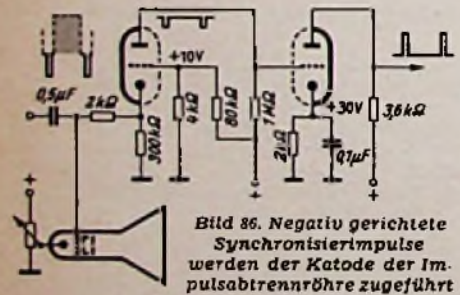 +10V
0,5μF
2kΩ
300kΩ
4kΩ
80kΩ
1kΩ
+30V
2kΩ
0,1μF
3,6kΩ
+
+
+
Bild 86. Negativ gerichtete
Synchronisierimpulse
werden der Katode der Im-
pulsabtrennröhre zugeführt